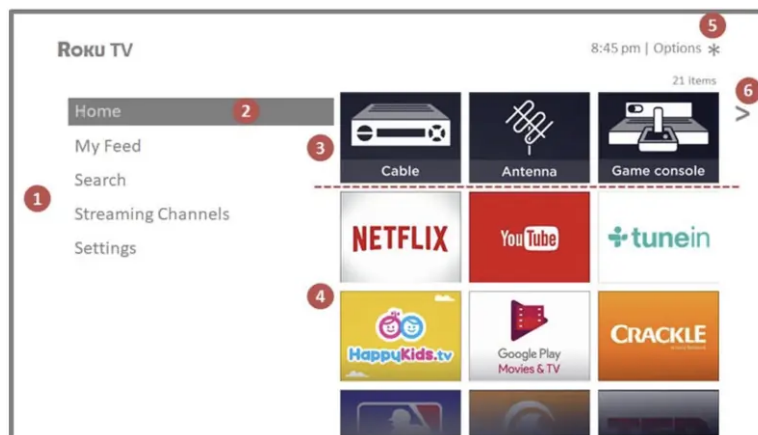 5
Roku TV
8:45 pm | Options *
21 Items
6
Home 2
>
My Feed
3
Search
Cable
Antenna
Game console
1
Streaming Channels
Settings
NETFLIX
YouTube
tunein
4
HappyKids.tv
Google Play
Movies & TV
CRACKLE